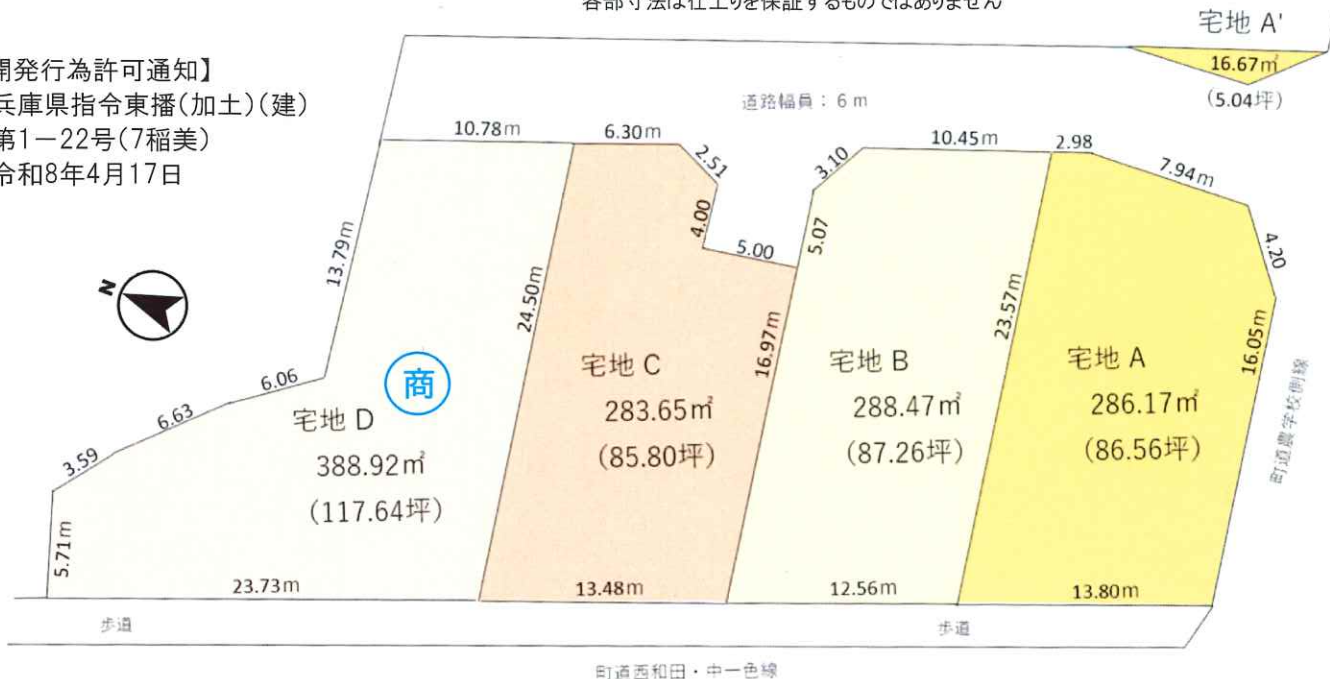 各部寸法は仕上りを保証するものではありません
宅地 A'
16.67㎡
(5.04坪)
開発行為許可通知】
兵庫県指令東播(加土)(建)
第1－22号(7稲美)
令和8年4月17日
道路幅員：6ｍ
10.78m
6.30m
2.51
4.00
5.00
3.10
5.07
10.45m
2.98
7.94m
4.20
16.05m
13.79m
24.50m
16.97m
23.57m
N
6.06
6.63
3.59
5.71m
商
宅地 D
388.92㎡
(117.64坪)
宅地 C
283.65㎡
(85.80坪)
宅地 B
288.47㎡
(87.26坪)
宅地 A
286.17㎡
(86.56坪)
町道農学校側線
23.73m
13.48m
12.56m
13.80m
歩道
歩道
町道西和田・中一色線